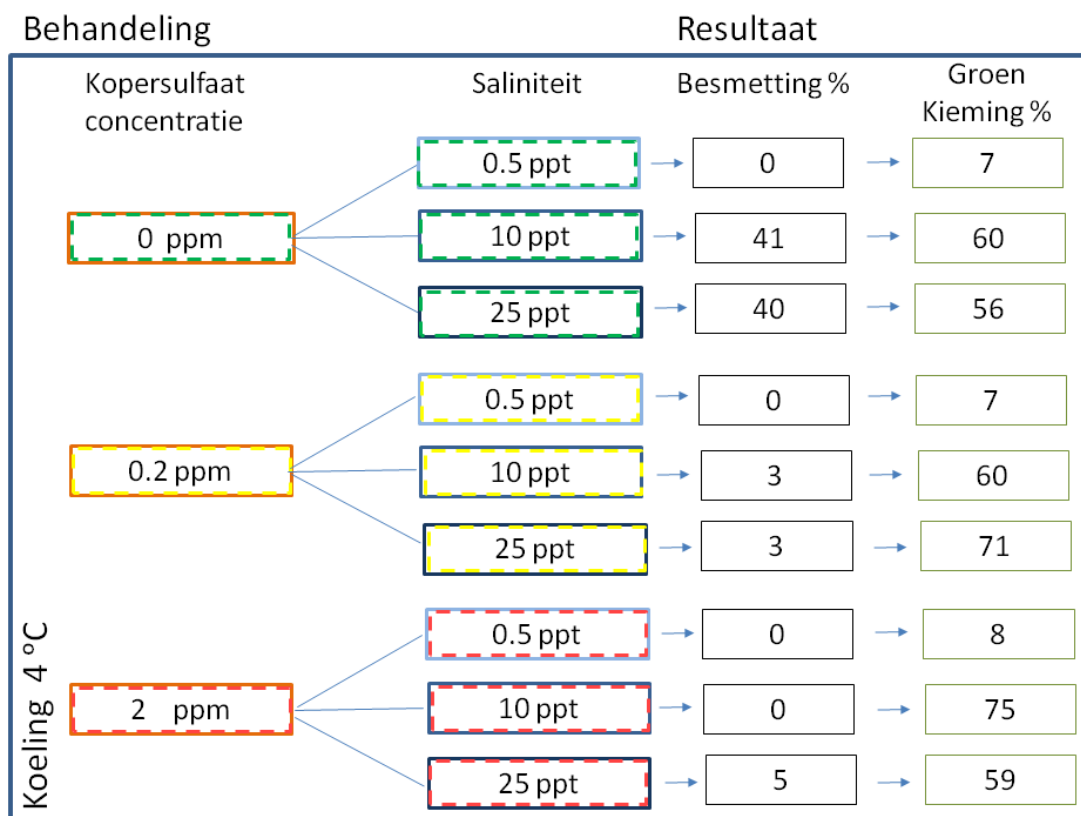 Behandeling Resultaat
Kopersulfaat
concentratie
Saliniteit
Besmetting %
Groen
Kieming %
0 ppm
0.5 ppt 0 7
10 ppt 41 60
25 ppt 40 56
0.2 ppm
0.5 ppt 0 7
10 ppt 3 60
25 ppt 3 71
2 ppm
0.5 ppt 0 8
10 ppt 0 75
25 ppt 5 59
Koeling 4 °C